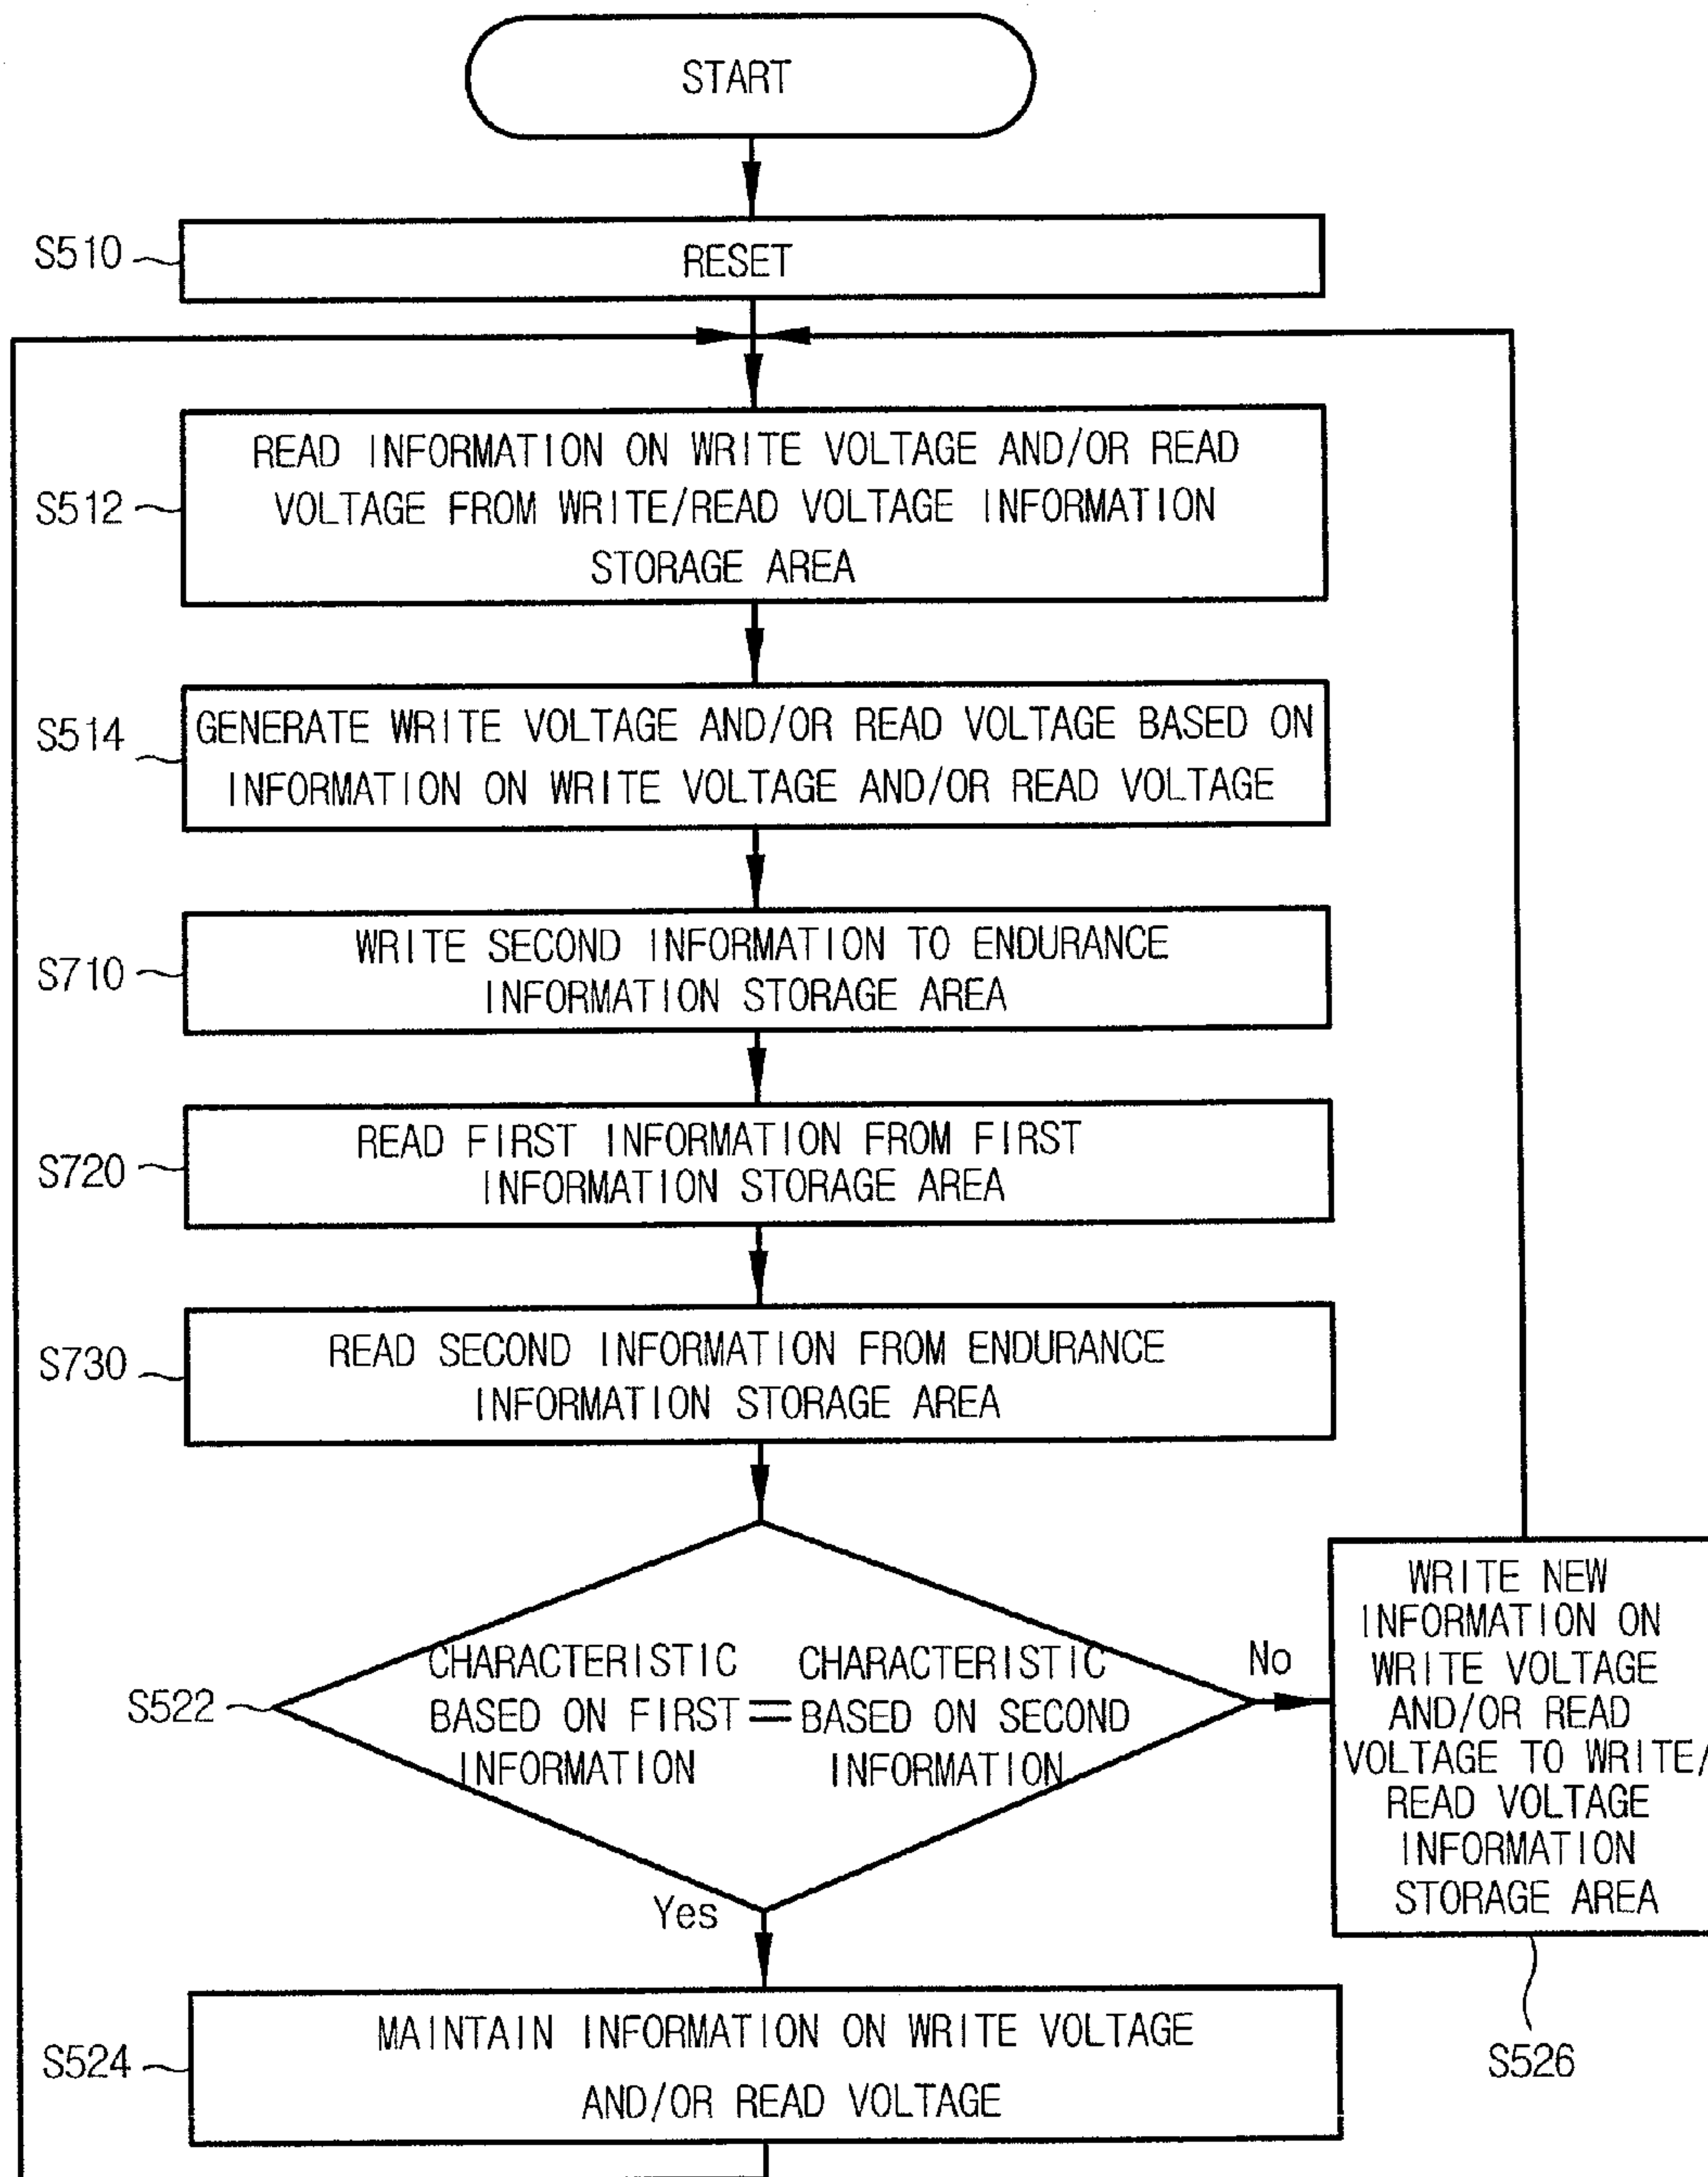 START
S510
RESET
S512
READ INFORMATION ON WRITE VOLTAGE AND/OR READ
VOLTAGE FROM WRITE/READ VOLTAGE INFORMATION
STORAGE AREA
S514
GENERATE WRITE VOLTAGE AND/OR READ VOLTAGE BASED ON
INFORMATION ON WRITE VOLTAGE AND/OR READ VOLTAGE
S710
WRITE SECOND INFORMATION TO ENDURANCE
INFORMATION STORAGE AREA
S720
READ FIRST INFORMATION FROM FIRST
INFORMATION STORAGE AREA
S730
READ SECOND INFORMATION FROM ENDURANCE
INFORMATION STORAGE AREA
S522
CHARACTERISTIC
BASED ON FIRST
INFORMATION
=
CHARACTERISTIC
BASED ON SECOND
INFORMATION
No
WRITE NEW
INFORMATION ON
WRITE VOLTAGE
AND/OR READ
VOLTAGE TO WRITE/
READ VOLTAGE
INFORMATION
STORAGE AREA
S526
Yes
S524
MAINTAIN INFORMATION ON WRITE VOLTAGE
AND/OR READ VOLTAGE